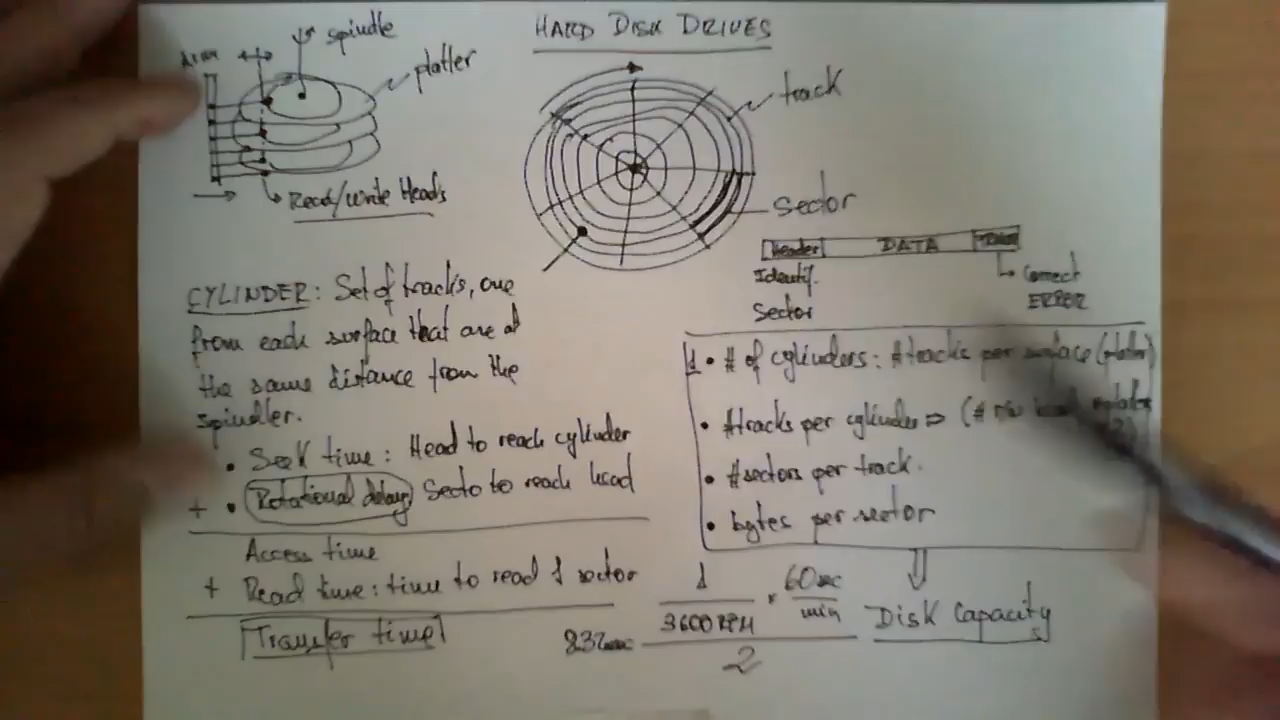 HARD DISK DRIVES
spindle
arm
platter
track
Read/Write Heads
Sector
Header DATA
Identif. Correct
Sector ERROR
CYLINDER: Set of tracks, one
from each surface that are at
the same distance from the
spindler.
• Seek time: Head to reach cylinder
+ • Rotational delay Secto to reach head
Access time
+ Read time: time to read 1 sector
Transfer time
• # of cylinders: #tracks per surface (platter)
• #tracks per cylinder ⇒ (#
• #sectors per track.
• bytes per sector
Disk Capacity
1
3600 RPM
* 60 sec
min
2